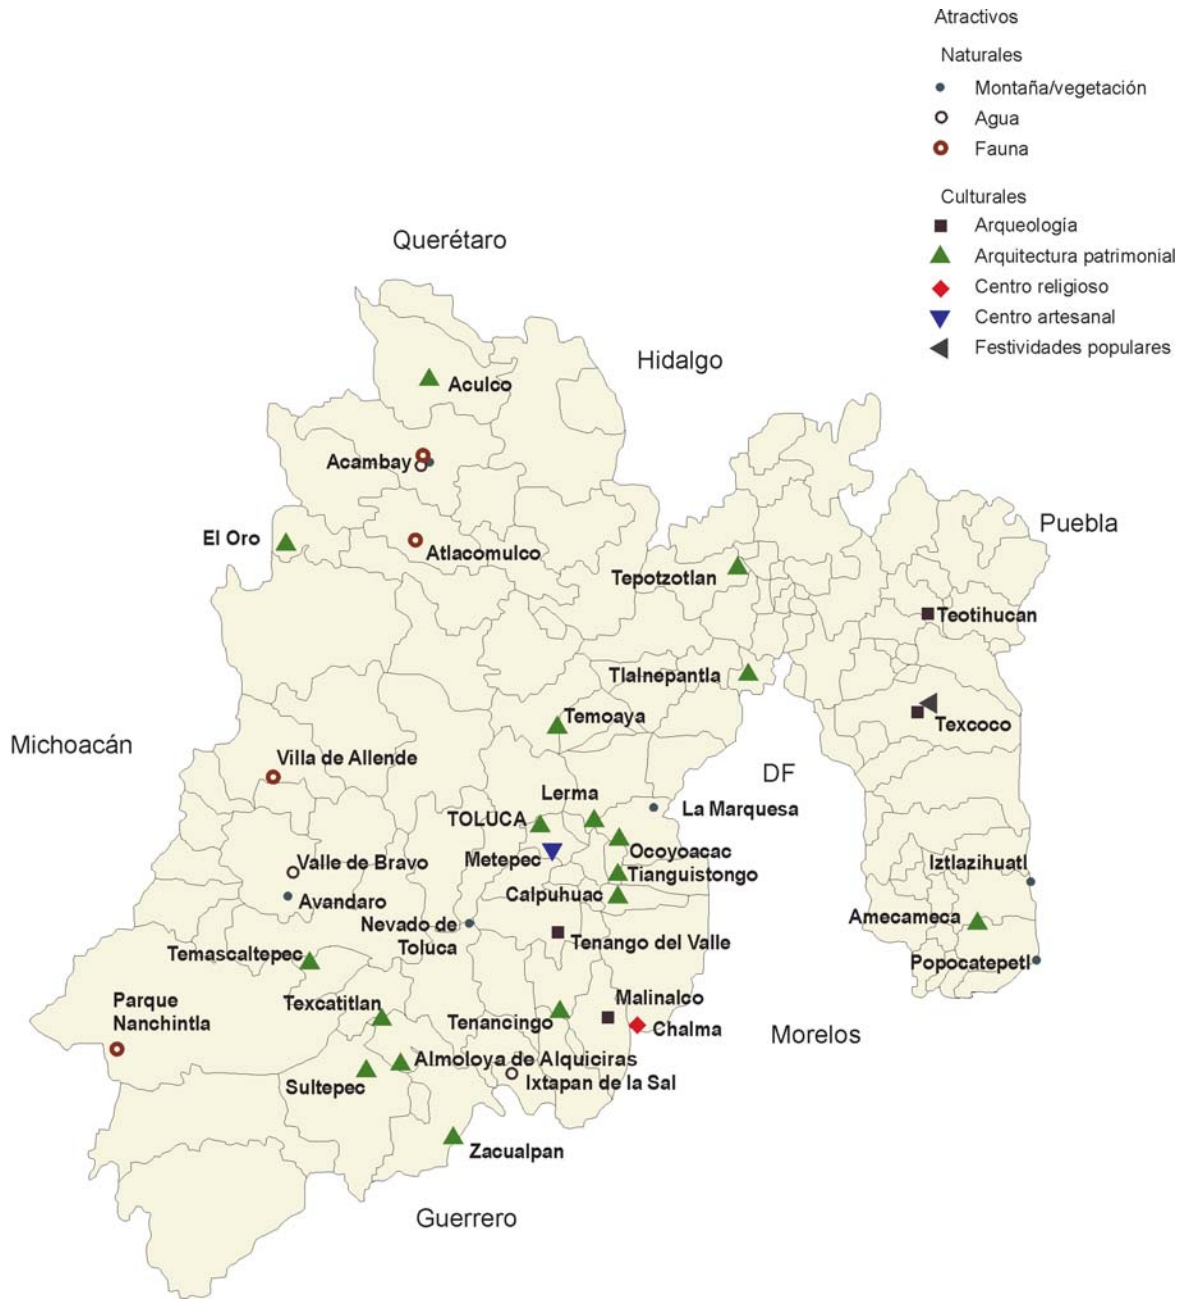 Atractivos
Naturales
Montaña/vegetación
Agua
Fauna
Culturales
Arqueología
Arquitectura patrimonial
Centro religioso
Centro artesanal
Festividades populares
Querétaro
Hidalgo
Aculco
Acambay
El Oro
Atlacomulco
Puebla
Tepotzotlan
Teotihucan
Tlalnepantla
Temoaya
Texcoco
Michoacán
Villa de Allende
DF
Lerma
La Marquesa
TOLUCA
Ocoyoacac
Metepec
Valle de Bravo
Tianguistongo
Iztlazihuatl
Calpuhuac
Avandaro
Amecameca
Nevado de
Toluca
Tenango del Valle
Temascaltepec
Popocatepetl
Parque
Nanchintla
Texcatitlan
Malinalco
Tenancingo
Chalma
Morelos
Almoloya de Alquiciras
Sultepec
Ixtapan de la Sal
Zacualpan
Guerrero